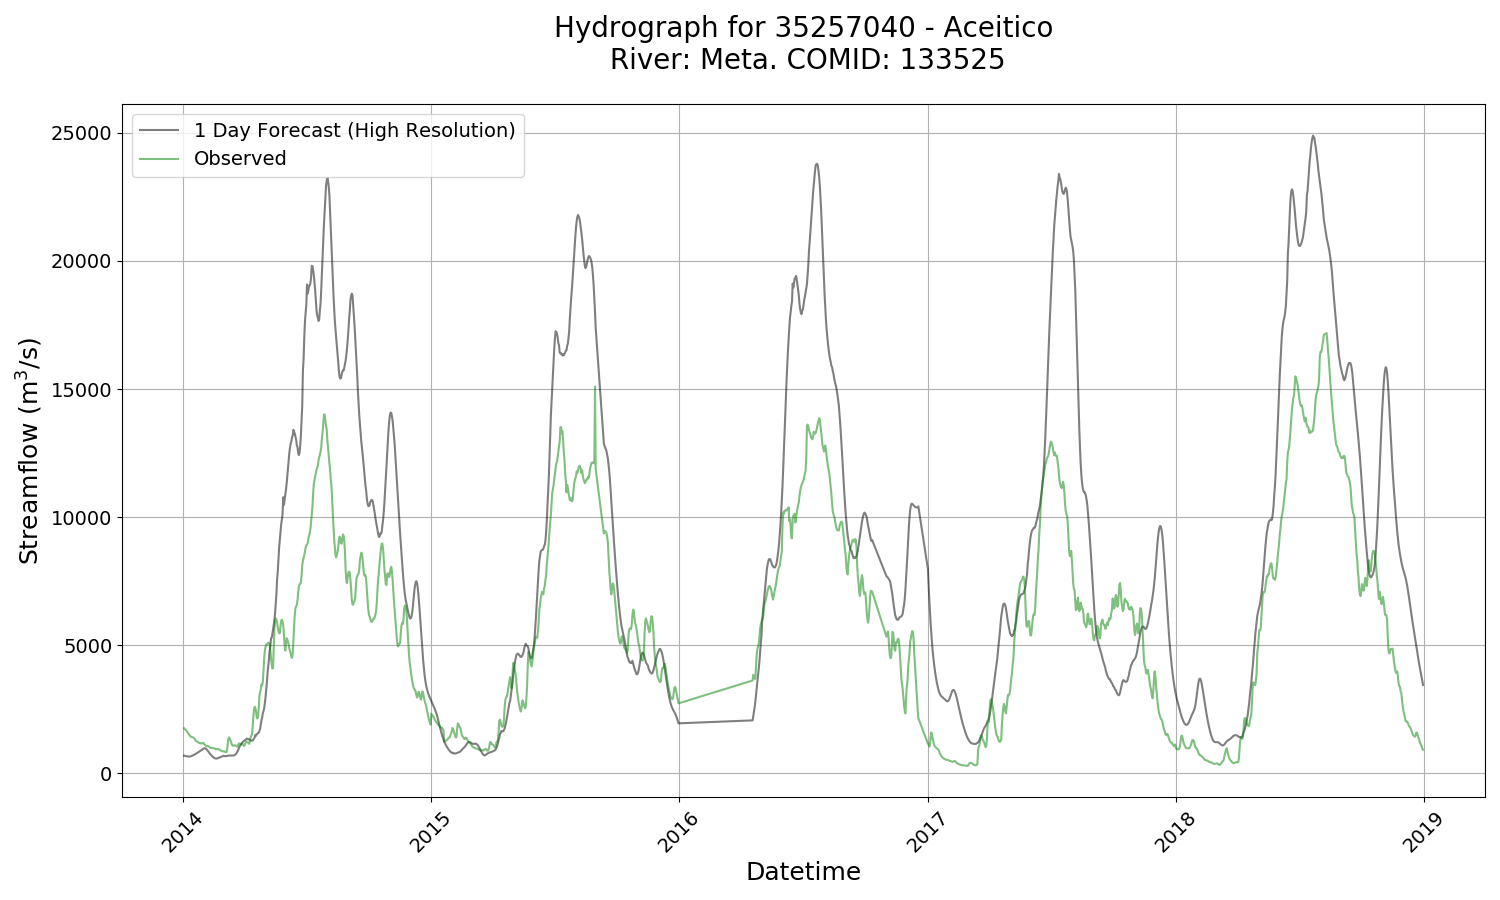 Hydrograph for 35257040 - Aceitico
River: Meta. COMID: 133525
1 Day Forecast (High Resolution)
Observed
25000
20000
15000
10000
5000
0
Streamflow (m³/s)
2014
2015
2016
2017
2018
2019
Datetime